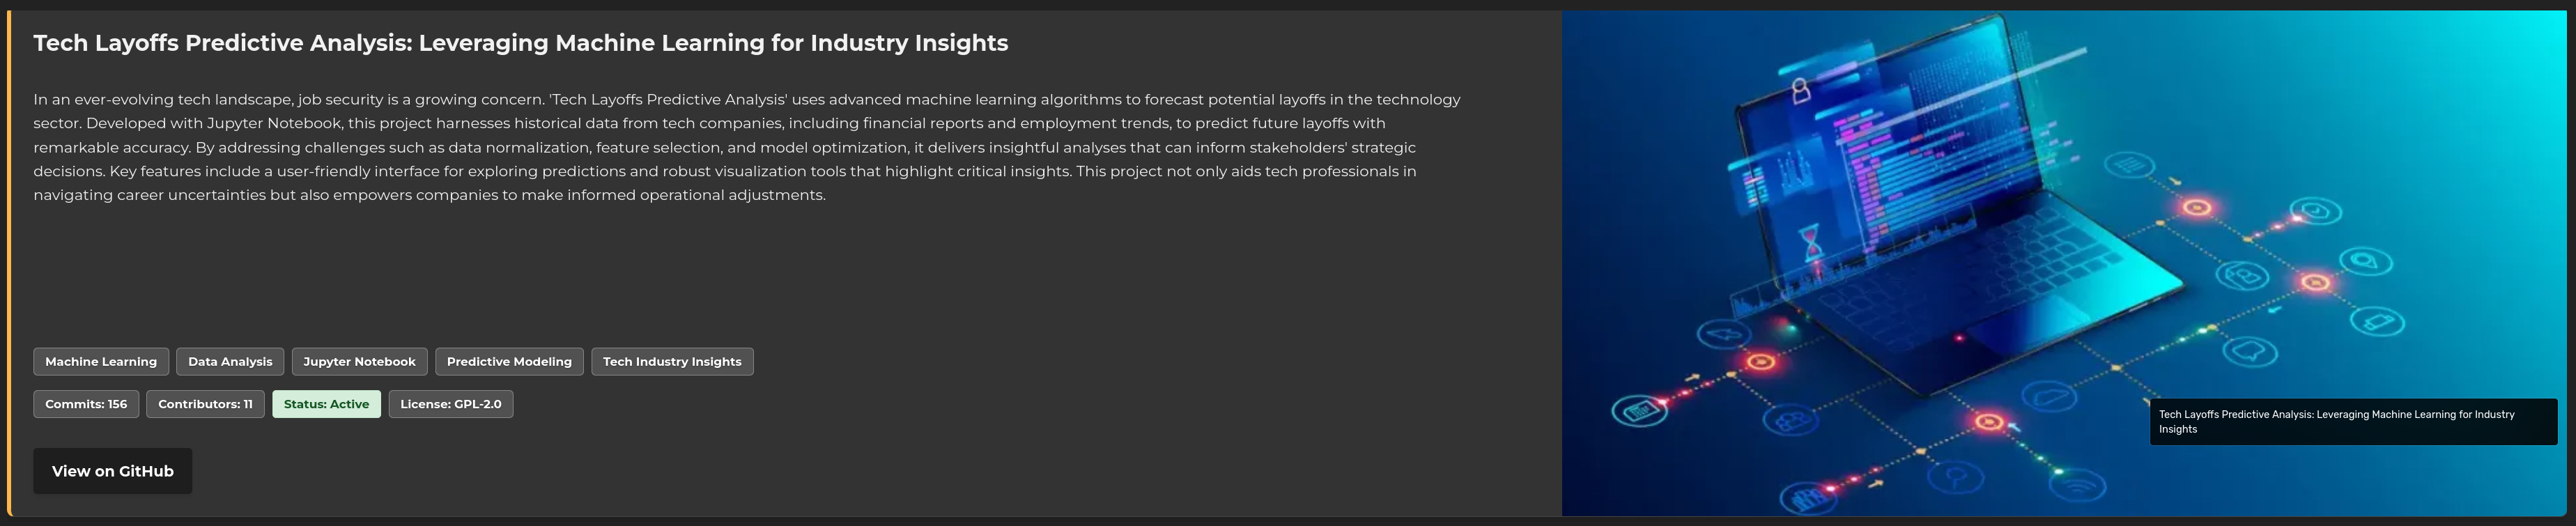 Tech Layoffs Predictive Analysis: Leveraging Machine Learning for Industry Insights
In an ever-evolving tech landscape, job security is a growing concern. 'Tech Layoffs Predictive Analysis' uses advanced machine learning algorithms to forecast potential layoffs in the technology
sector. Developed with Jupyter Notebook, this project harnesses historical data from tech companies, including financial reports and employment trends, to predict future layoffs with
remarkable accuracy. By addressing challenges such as data normalization, feature selection, and model optimization, it delivers insightful analyses that can inform stakeholders' strategic
decisions. Key features include a user-friendly interface for exploring predictions and robust visualization tools that highlight critical insights. This project not only aids tech professionals in
navigating career uncertainties but also empowers companies to make informed operational adjustments.
Machine Learning Data Analysis Jupyter Notebook Predictive Modeling Tech Industry Insights
Commits: 156 Contributors: 11 Status: Active License: GPL-2.0
View on GitHub
Tech Layoffs Predictive Analysis: Leveraging Machine Learning for Industry
Insights